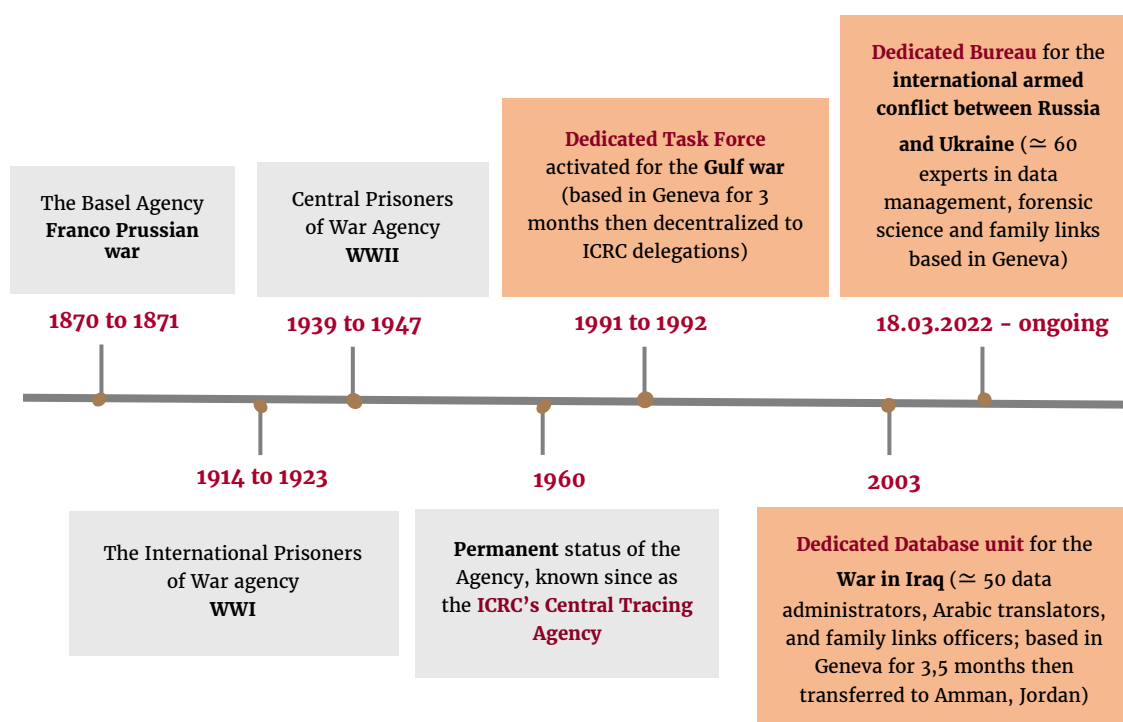 The Basel Agency
Franco Prussian
war
1870 to 1871
The International Prisoners
of War agency
WWI
1914 to 1923
Central Prisoners
of War Agency
WWII
1939 to 1947
1960
Permanent status of the
Agency, known since as
the ICRC’s Central Tracing
Agency
Dedicated Task Force
activated for the Gulf war
(based in Geneva for 3
months then decentralized to
ICRC delegations)
1991 to 1992
2003
Dedicated Database unit for the
War in Iraq (≃ 50 data
administrators, Arabic translators,
and family links officers; based in
Geneva for 3,5 months then
transferred to Amman, Jordan)
Dedicated Bureau for the
international armed
conflict between Russia
and Ukraine (≃ 60
experts in data
management, forensic
science and family links
based in Geneva)
18.03.2022 - ongoing